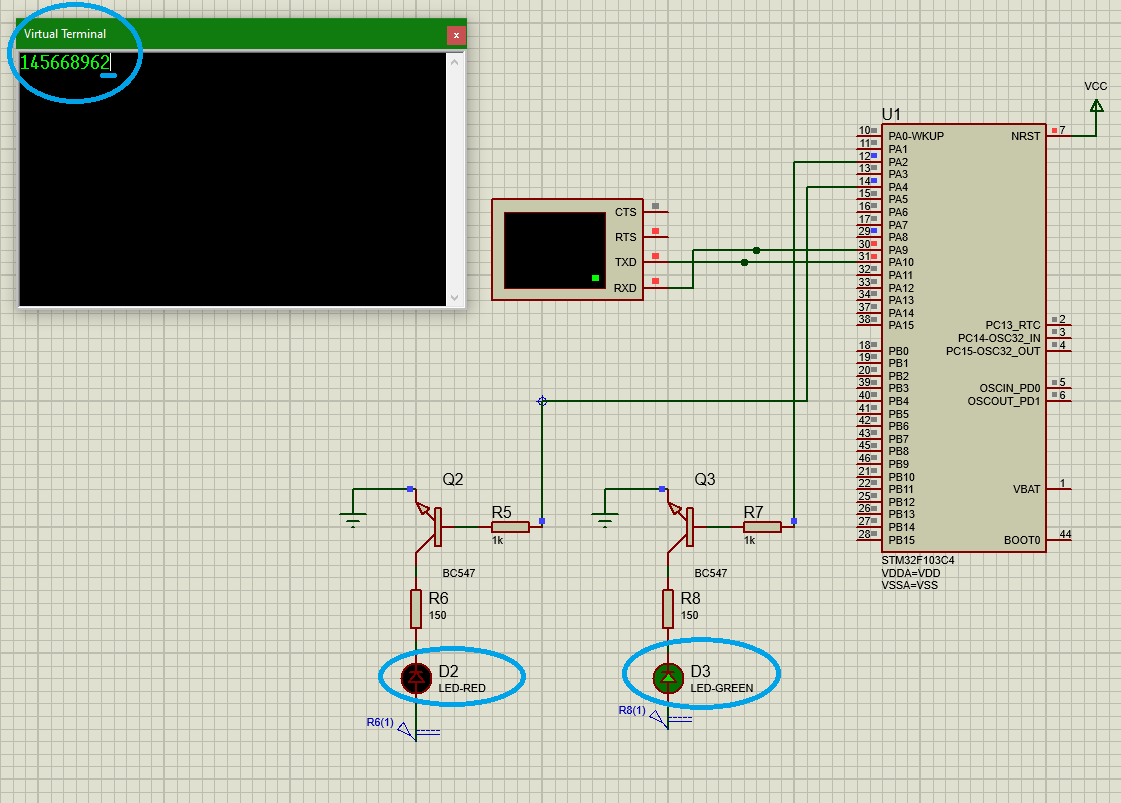 Virtual Terminal
x
145668962
VCC
U1
CTS
RTS
TXD
RXD
10 PA0-WKUP NRST 7
11 PA1
12 PA2
13 PA3
14 PA4
15 PA5
16 PA6
17 PA7
29 PA8
30 PA9
31 PA10
32 PA11
33 PA12
34 PA13
37 PA14
38 PA15
PC13_RTC 2
PC14-OSC32_IN 3
PC15-OSC32_OUT 4
18 PB0
19 PB1
20 PB2
39 PB3
40 PB4
41 PB5
42 PB6
43 PB7
45 PB8
46 PB9
21 PB10
22 PB11
25 PB12
26 PB13
27 PB14
28 PB15
OSCIN_PD0 5
OSCOUT_PD1 6
VBAT 1
BOOT0 44
STM32F103C4
VDDA=VDD
VSSA=VSS
Q2
R5
1k
BC547
R6
150
D2
LED-RED
R6(1)
Q3
R7
1k
BC547
R8
150
D3
LED-GREEN
R8(1)